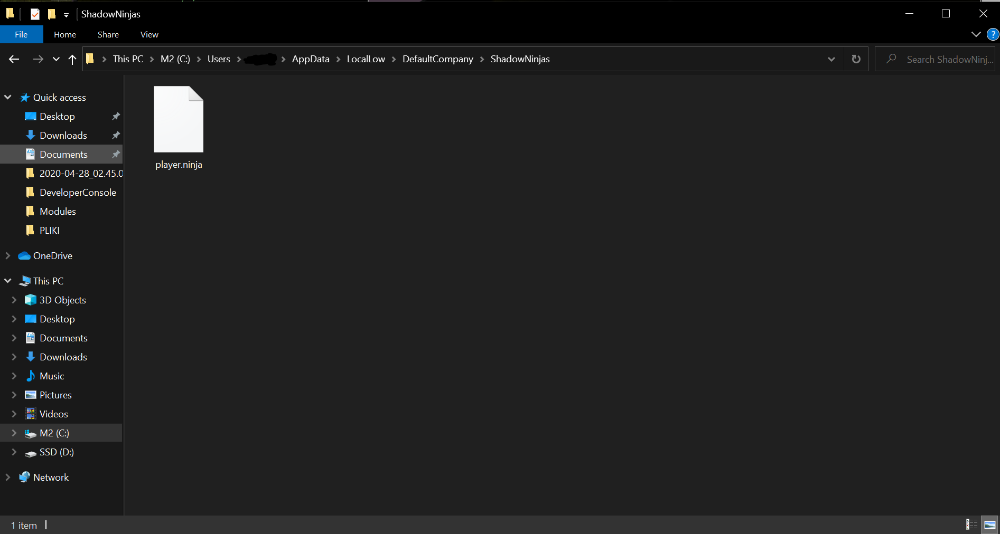 ShadowNinjas
File Home Share View
?
This PC M2 (C:) Users AppData LocalLow DefaultCompany ShadowNinjas
Search ShadowNinj...
Quick access
Desktop
Downloads
Documents
2020-04-28_02.45.0
DeveloperConsole
Modules
PLIKI
OneDrive
This PC
3D Objects
Desktop
Documents
Downloads
Music
Pictures
Videos
M2 (C:)
SSD (D:)
Network
player.ninja
1 item